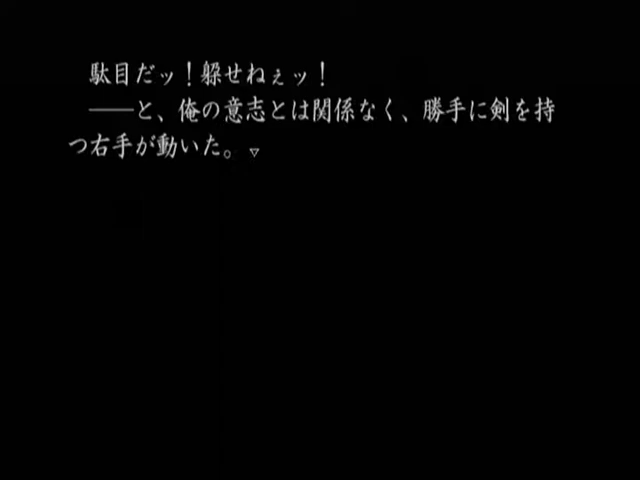 駄目だッ！躱せねぇッ！
――と、俺の意志とは関係なく、勝手に剣を持
つ右手が動いた。▿